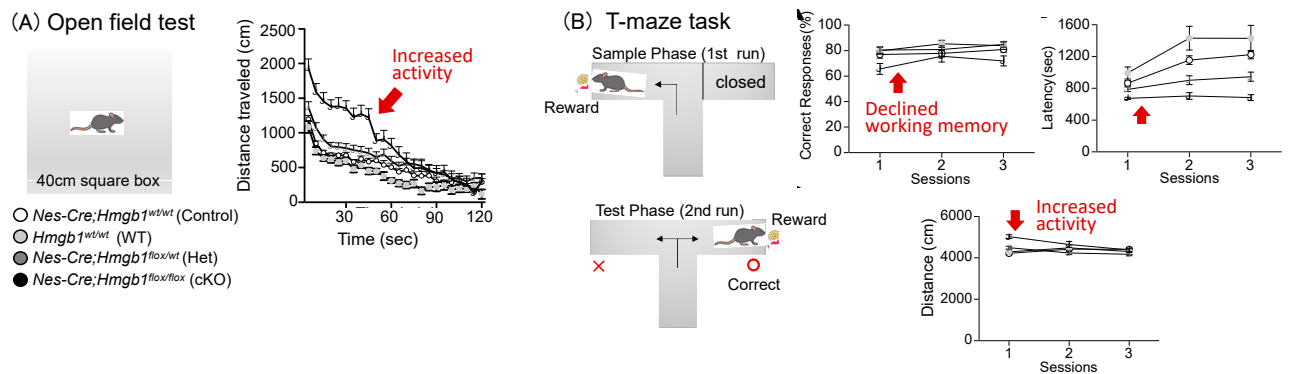 (A) Open field test
40cm square box
Nes-Cre;Hmgb1wt/wt (Control)
Hmgb1wt/wt (WT)
Nes-Cre;Hmgb1flox/wt (Het)
Nes-Cre;Hmgb1flox/flox (cKO)
Distance traveled (cm)
2500
2000
1500
1000
500
0
30 60 90 120
Time (sec)
Increased
activity
(B) T-maze task
Sample Phase (1st run)
closed
Reward
Test Phase (2nd run)
Reward
×
Correct
Correct Responses(%)
100
80
60
40
20
0
1 2 3
Sessions
Declined
working memory
Latency(sec)
1600
1200
800
400
1 2 3
Sessions
Distance (cm)
6000
4000
2000
0
1 2 3
Sessions
Increased
activity